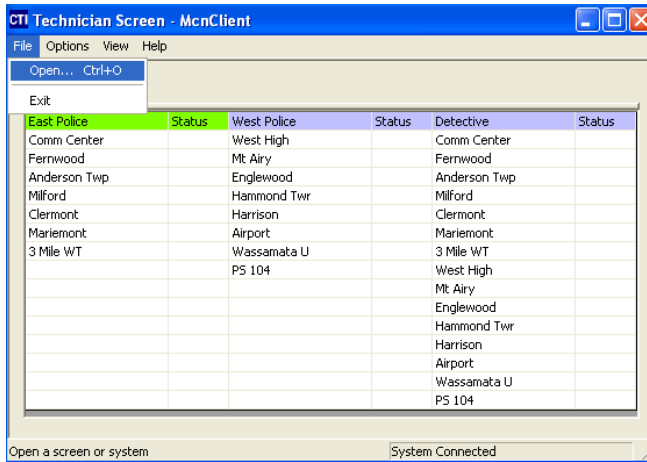 CTI Technician Screen - McnClient
File Options View Help
Open... Ctrl+O
Exit
East Police Status West Police Status Detective Status
Comm Center West High Comm Center
Fernwood Mt Airy Fernwood
Anderson Twp Englewood Anderson Twp
Milford Hammond Twr Milford
Clermont Harrison Clermont
Mariemont Airport Mariemont
3 Mile WT Wassamata U 3 Mile WT
PS 104 West High
Mt Airy
Englewood
Hammond Twr
Harrison
Airport
Wassamata U
PS 104
Open a screen or system System Connected